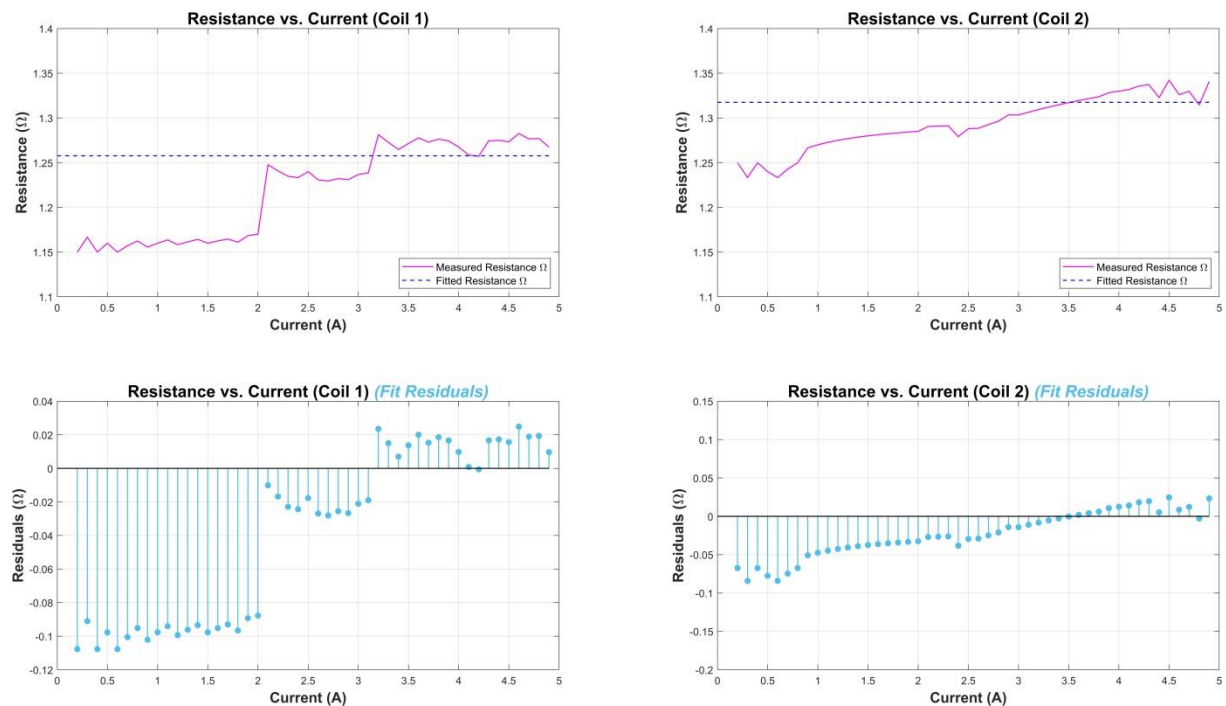 Resistance vs. Current (Coil 1)
1.4
1.35
1.3
1.25
1.2
1.15
1.1
Resistance (Ω)
0 0.5 1 1.5 2 2.5 3 3.5 4 4.5 5
Current (A)
Measured Resistance Ω
Fitted Resistance Ω
Resistance vs. Current (Coil 2)
1.4
1.35
1.3
1.25
1.2
1.15
1.1
Resistance (Ω)
0 0.5 1 1.5 2 2.5 3 3.5 4 4.5 5
Current (A)
Measured Resistance Ω
Fitted Resistance Ω
Resistance vs. Current (Coil 1) (Fit Residuals)
0.04
0.02
0
-0.02
-0.04
-0.06
-0.08
-0.1
-0.12
Residuals (Ω)
0 0.5 1 1.5 2 2.5 3 3.5 4 4.5 5
Current (A)
Resistance vs. Current (Coil 2) (Fit Residuals)
0.15
0.1
0.05
0
-0.05
-0.1
-0.15
-0.2
Residuals (Ω)
0 0.5 1 1.5 2 2.5 3 3.5 4 4.5 5
Current (A)